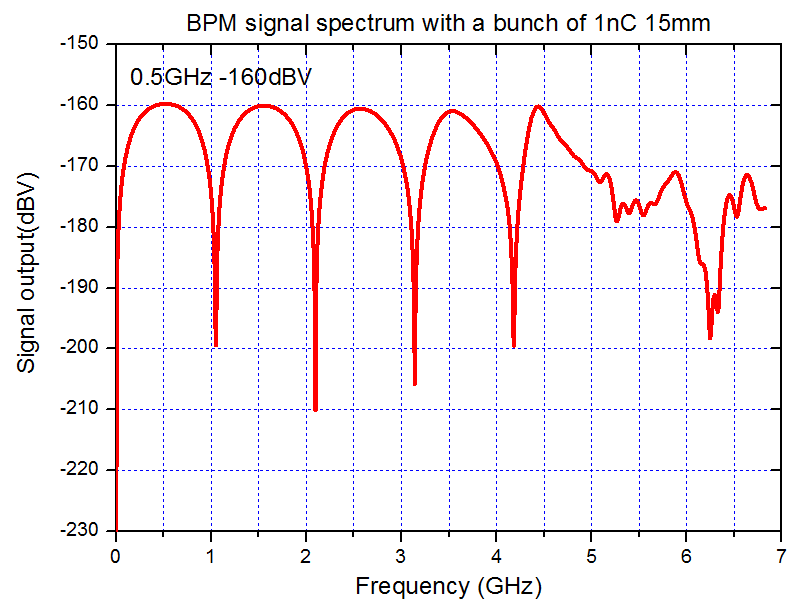 BPM signal spectrum with a bunch of 1nC 15mm
0.5GHz -160dBV
Signal output(dBV)
-150
-160
-170
-180
-190
-200
-210
-220
-230
0 1 2 3 4 5 6 7
Frequency (GHz)